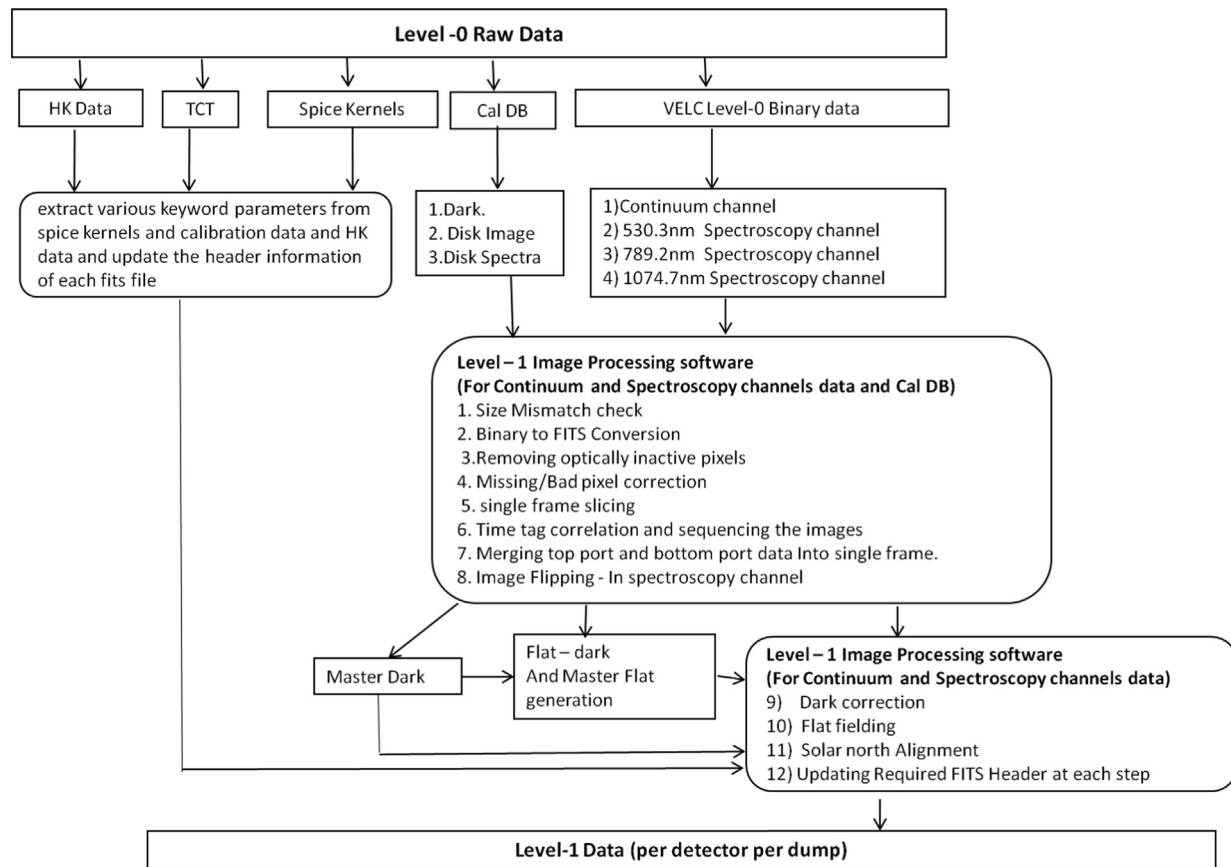 Level -0 Raw Data
HK Data
TCT
Spice Kernels
Cal DB
VELC Level-0 Binary data
extract various keyword parameters from
spice kernels and calibration data and HK
data and update the header information
of each fits file
1.Dark.
2. Disk Image
3.Disk Spectra
1)Continuum channel
2) 530.3nm Spectroscopy channel
3) 789.2nm Spectroscopy channel
4) 1074.7nm Spectroscopy channel
Level – 1 Image Processing software
(For Continuum and Spectroscopy channels data and Cal DB)
1. Size Mismatch check
2. Binary to FITS Conversion
3.Removing optically inactive pixels
4. Missing/Bad pixel correction
5. single frame slicing
6. Time tag correlation and sequencing the images
7. Merging top port and bottom port data Into single frame.
8. Image Flipping - In spectroscopy channel
Master Dark
Flat – dark
And Master Flat
generation
Level – 1 Image Processing software
(For Continuum and Spectroscopy channels data)
9) Dark correction
10) Flat fielding
11) Solar north Alignment
12) Updating Required FITS Header at each step
Level-1 Data (per detector per dump)